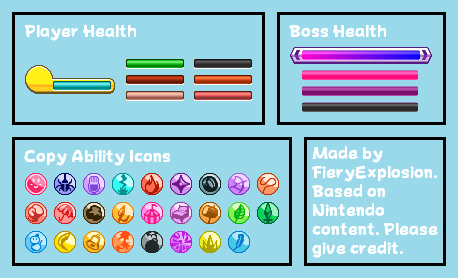 Player Health
Boss Health
Copy Ability Icons
Made by
FieryExplosion.
Based on
Nintendo
content. Please
give credit.